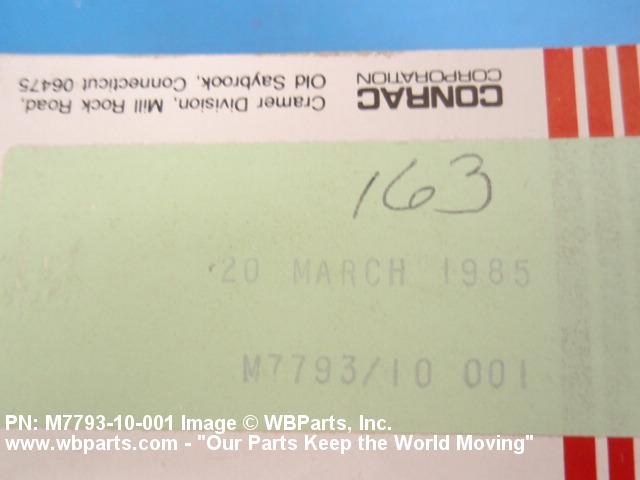 CONRAC
CORPORATION
Cramer Division, Mill Rock Road,
Old Saybrook, Connecticut 06475
163
20 MARCH 1985
M7793/10 001
PN: M7793-10-001 Image © WBParts, Inc.
www.wbparts.com - "Our Parts Keep the World Moving"